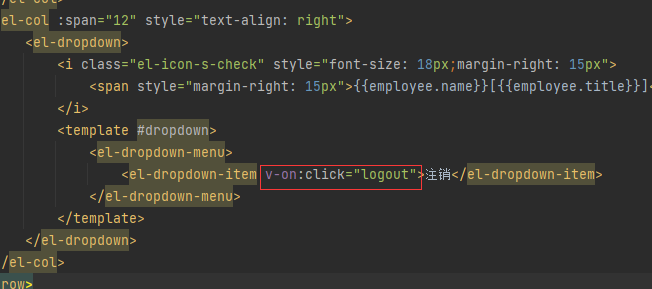 el-col :span="12" style="text-align: right">
<el-dropdown>
<i class="el-icon-s-check" style="font-size: 18px;margin-right: 15px">
<span style="margin-right: 15px">{{employee.name}}[{{employee.title}}]<
</i>
<template #dropdown>
<el-dropdown-menu>
<el-dropdown-item v-on:click="logout">注销</el-dropdown-item>
</el-dropdown-menu>
</template>
</el-dropdown>
/el-col>
row>